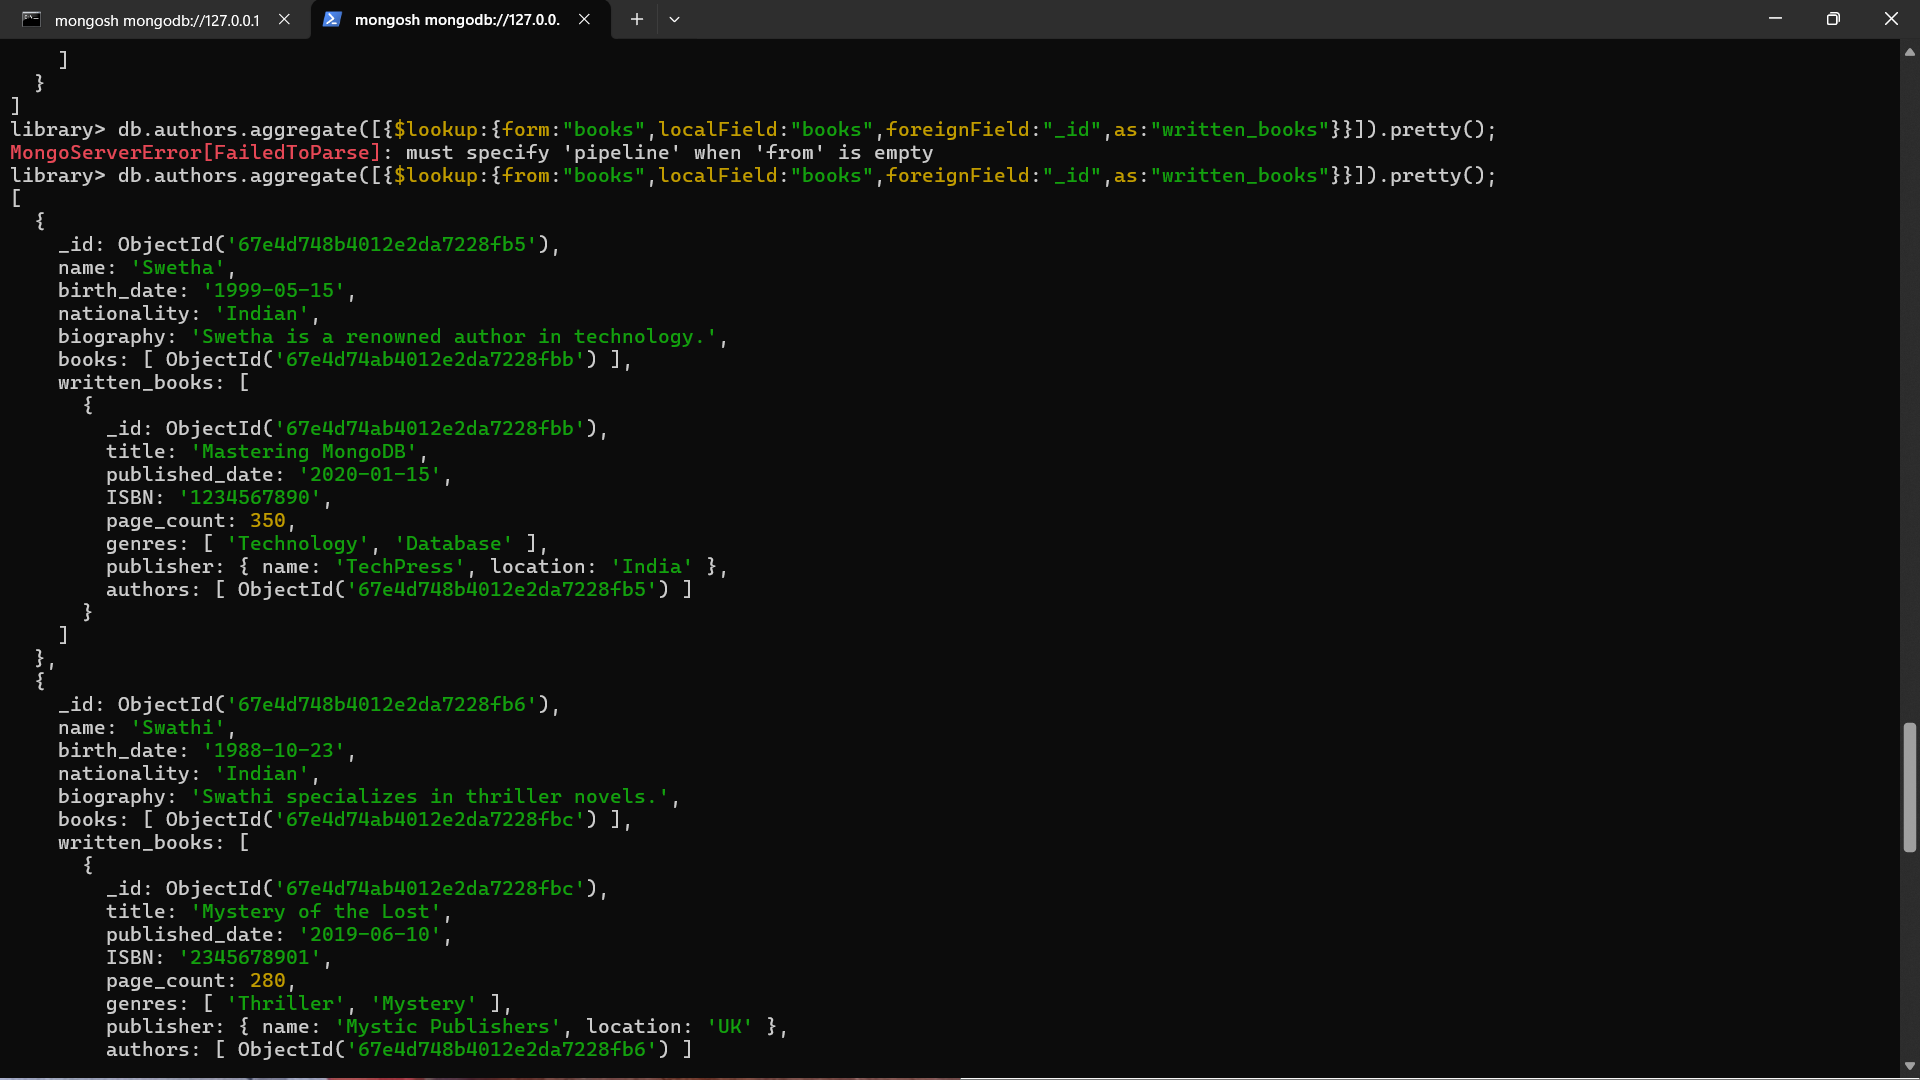 mongosh mongodb://127.0.0.1
mongosh mongodb://127.0.0.
    ]
  }
]
library> db.authors.aggregate([{$lookup:{form:"books",localField:"books",foreignField:"_id",as:"written_books"}}]).pretty();
MongoServerError[FailedToParse]: must specify 'pipeline' when 'from' is empty
library> db.authors.aggregate([{$lookup:{from:"books",localField:"books",foreignField:"_id",as:"written_books"}}]).pretty();
[
  {
    _id: ObjectId('67e4d748b4012e2da7228fb5'),
    name: 'Swetha',
    birth_date: '1999-05-15',
    nationality: 'Indian',
    biography: 'Swetha is a renowned author in technology.',
    books: [ ObjectId('67e4d74ab4012e2da7228fbb') ],
    written_books: [
      {
        _id: ObjectId('67e4d74ab4012e2da7228fbb'),
        title: 'Mastering MongoDB',
        published_date: '2020-01-15',
        ISBN: '1234567890',
        page_count: 350,
        genres: [ 'Technology', 'Database' ],
        publisher: { name: 'TechPress', location: 'India' },
        authors: [ ObjectId('67e4d748b4012e2da7228fb5') ]
      }
    ]
  },
  {
    _id: ObjectId('67e4d748b4012e2da7228fb6'),
    name: 'Swathi',
    birth_date: '1988-10-23',
    nationality: 'Indian',
    biography: 'Swathi specializes in thriller novels.',
    books: [ ObjectId('67e4d74ab4012e2da7228fbc') ],
    written_books: [
      {
        _id: ObjectId('67e4d74ab4012e2da7228fbc'),
        title: 'Mystery of the Lost',
        published_date: '2019-06-10',
        ISBN: '2345678901',
        page_count: 280,
        genres: [ 'Thriller', 'Mystery' ],
        publisher: { name: 'Mystic Publishers', location: 'UK' },
        authors: [ ObjectId('67e4d748b4012e2da7228fb6') ]